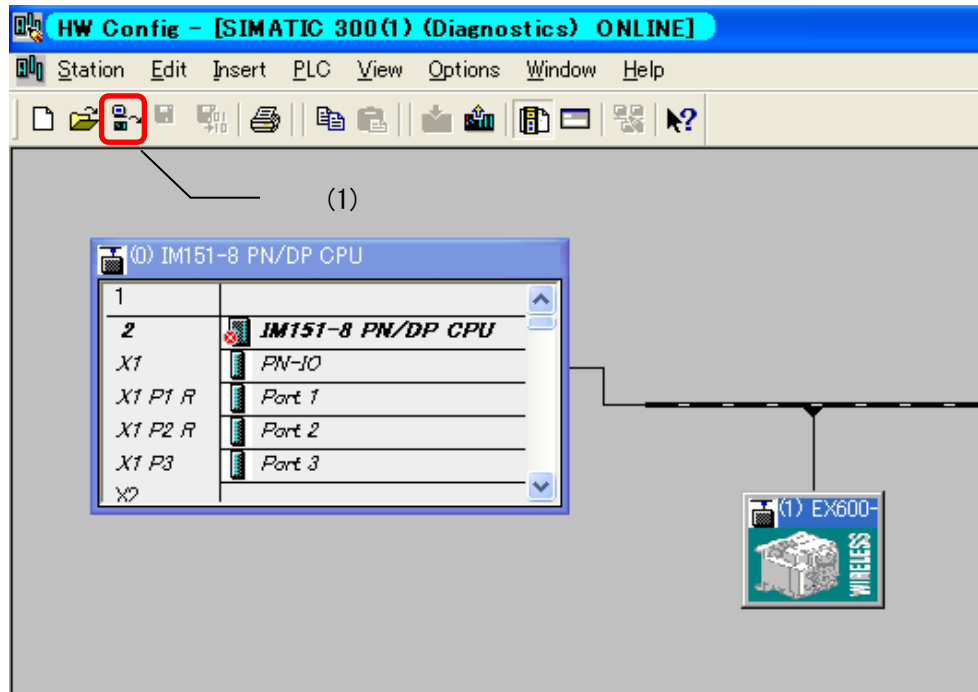 HW Config - [SIMATIC 300(1) (Diagnostics) ONLINE]
Station Edit Insert PLC View Options Window Help
(1)
(0) IM151-8 PN/DP CPU
1
2 IM151-8 PN/DP CPU
X1 PN-IO
X1 P1 R Port 1
X1 P2 R Port 2
X1 P3 Port 3
X2
(1) EX600-
WIRELESS